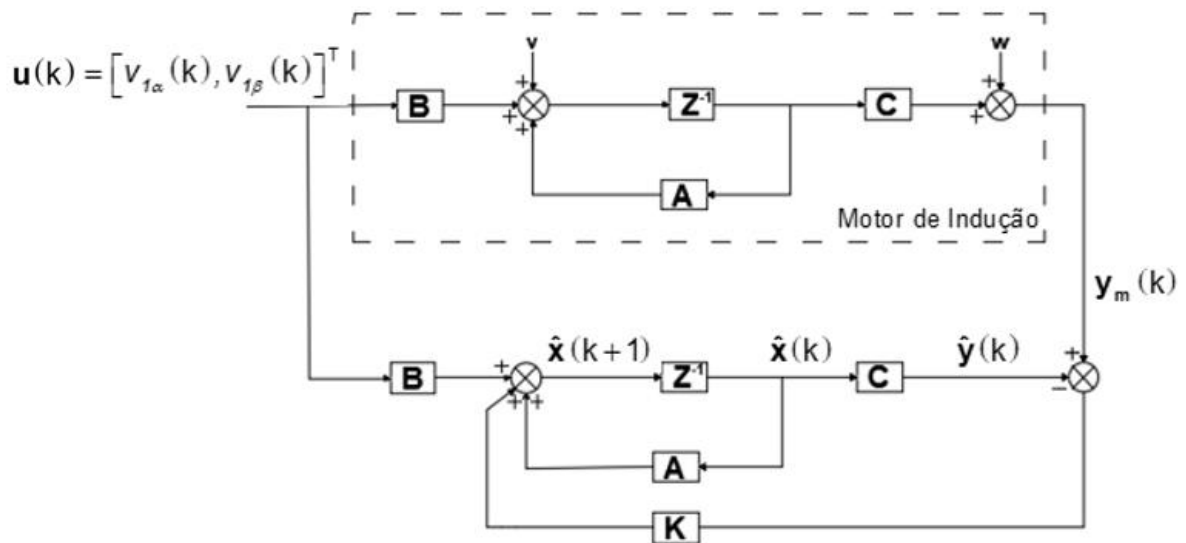 v
w
𝐮(k) = [v₁α(k), v₁β(k)]ᵀ
+
B
+
+
Z⁻¹
C
+
+
A
Motor de Indução
yₘ(k)
x̂(k+1)
x̂(k)
ŷ(k)
+
B
+
+
Z⁻¹
C
+
−
A
K